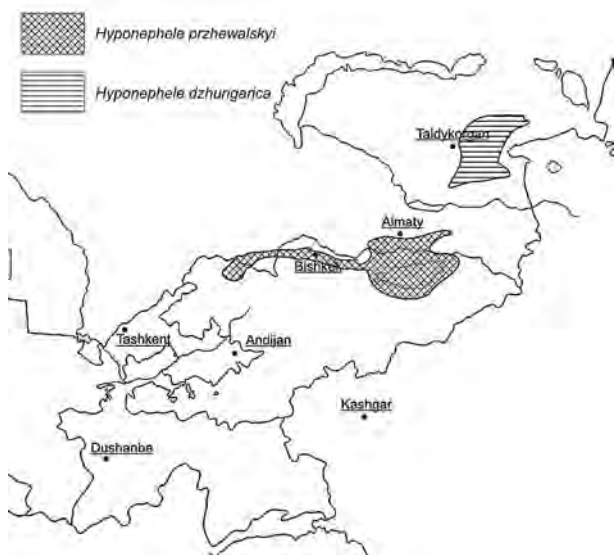 Hyponephele przhewalskyi
Hyponephele dzhungarica
Taldykorgan
Almaty
Bishkek
Tashkent
Andijan
Kashgar
Dushanbe